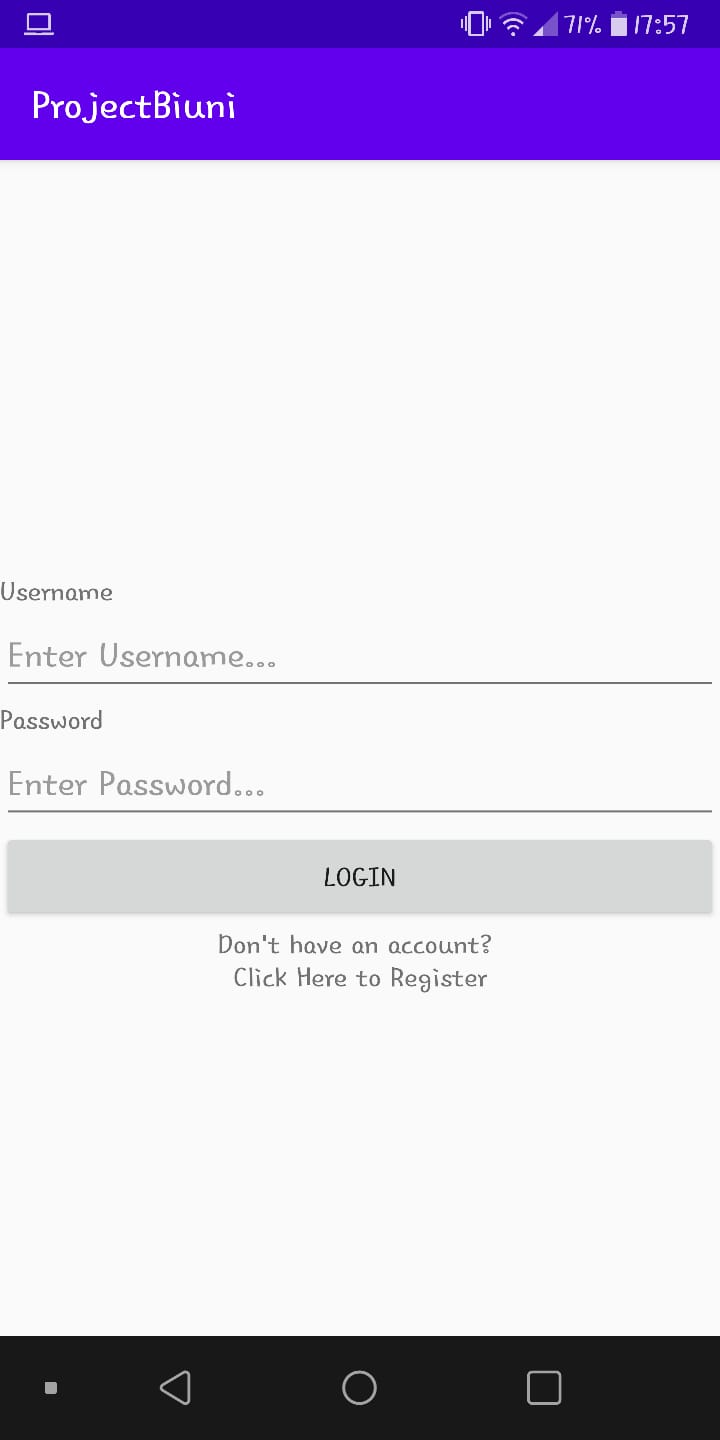 71% 17:57
ProjectBiuni
Username
Enter Username...
Password
Enter Password...
LOGIN
Don't have an account?
Click Here to Register